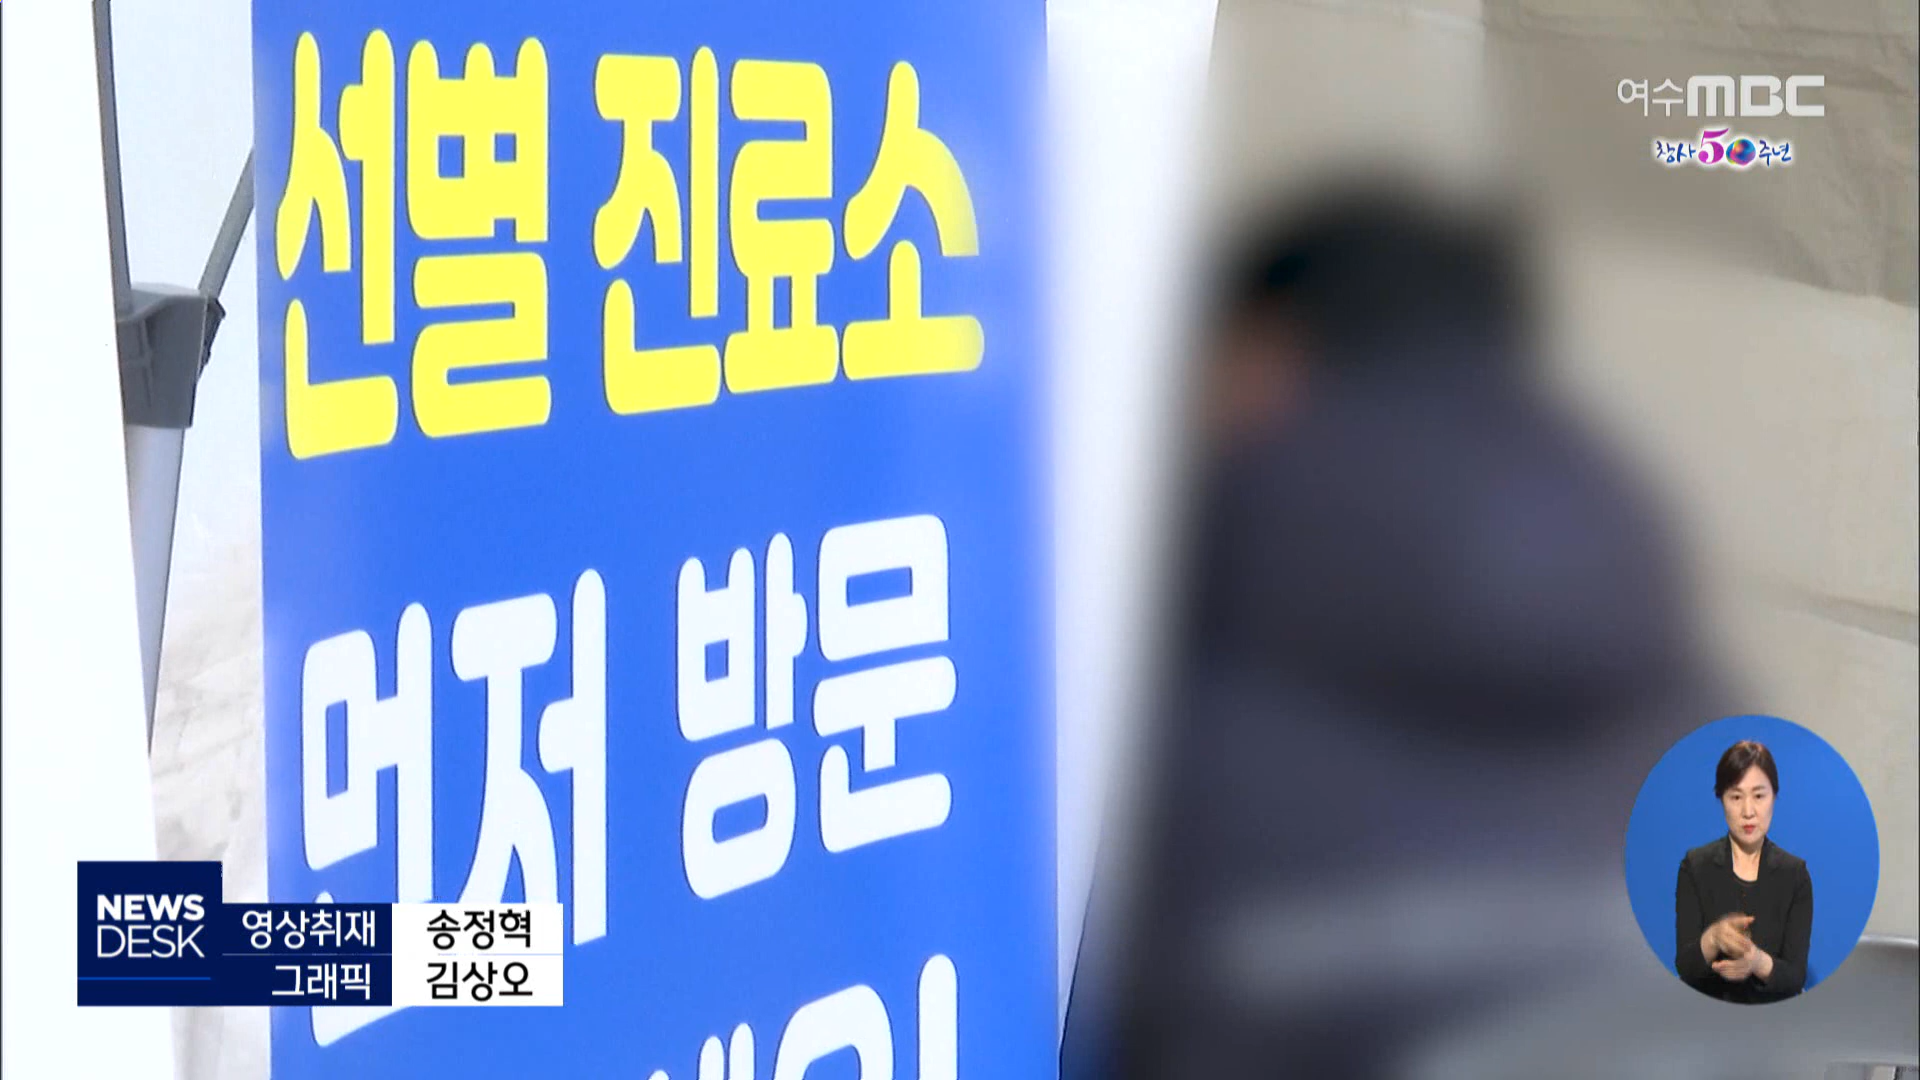 선별 진료소
먼저 방문
여수MBC
창사50주년
NEWS
DESK
영상취재 송정혁
그래픽 김상오